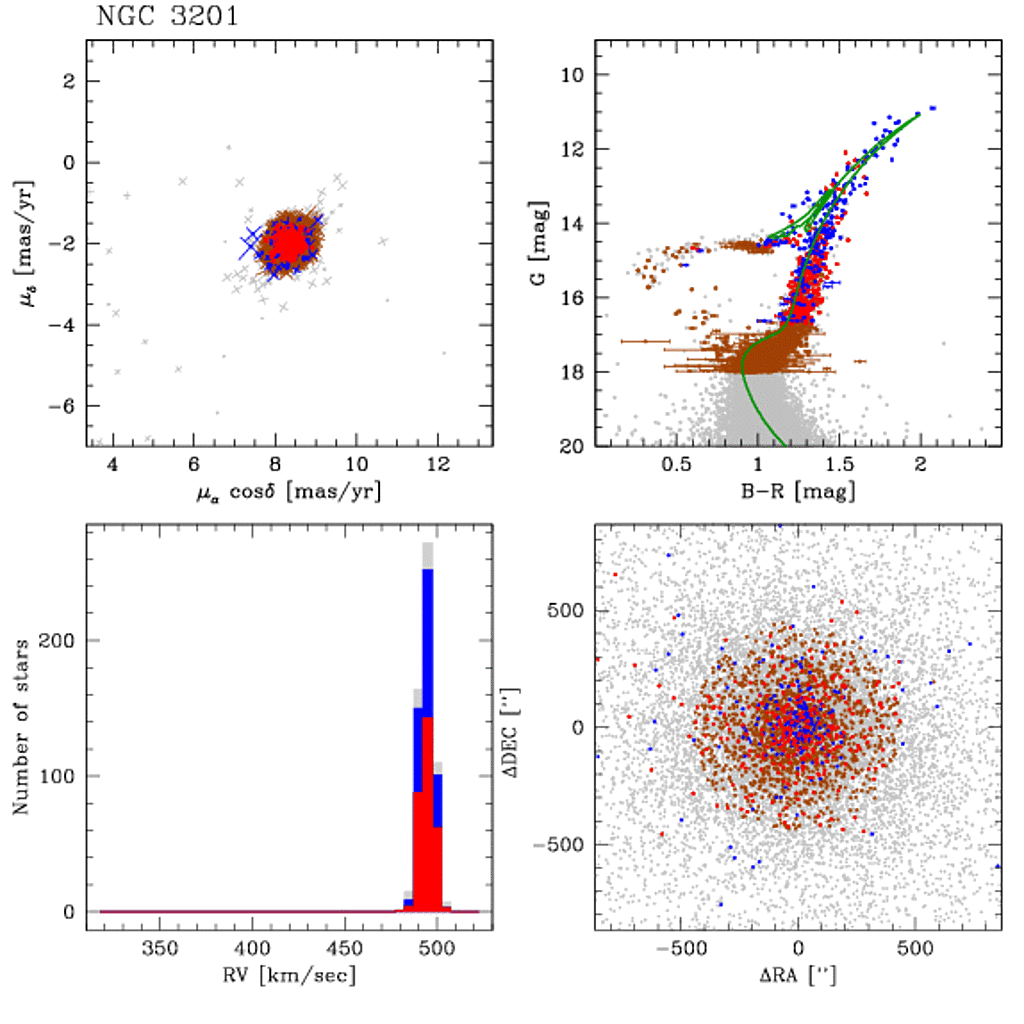 NGC 3201
2
0
−2
−4
−6
μδ [mas/yr]
4 6 8 10 12
μα cosδ [mas/yr]
10
12
14
16
18
20
G [mag]
0.5 1 1.5 2
B−R [mag]
200
100
0
Number of stars
350 400 450 500
RV [km/sec]
500
0
−500
ΔDEC ["]
−500 0 500
ΔRA ["]